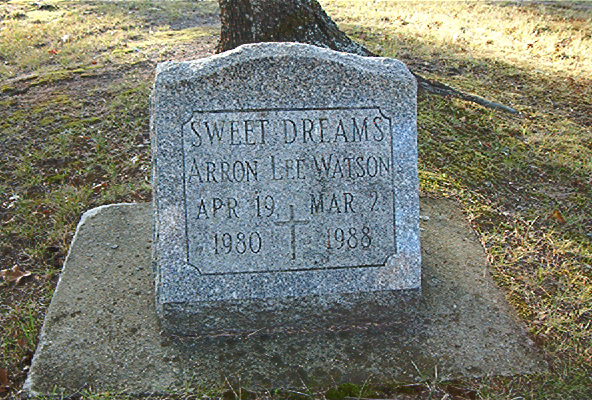 SWEET DREAMS
ARRON LEE WATSON
APR 19 MAR 2
1980 1988